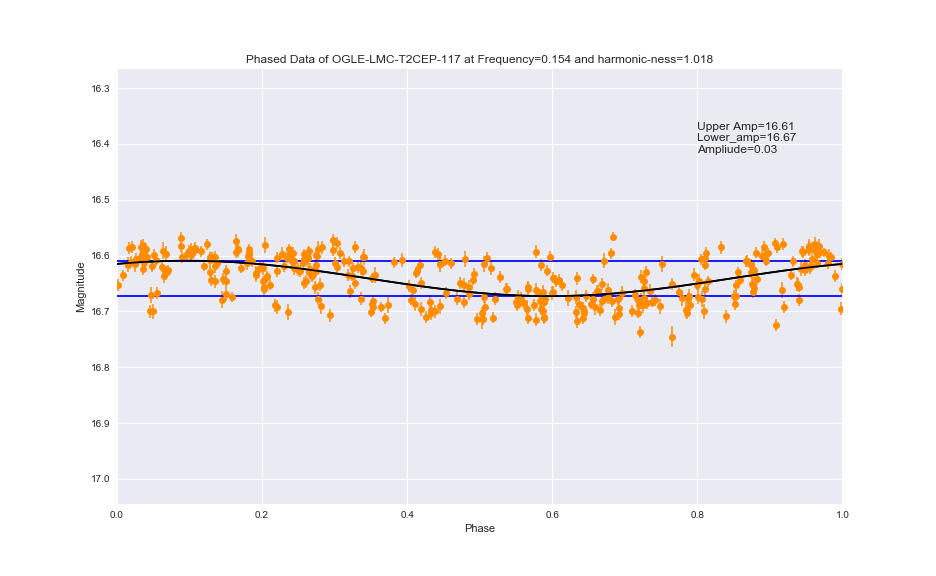 Phased Data of OGLE-LMC-T2CEP-117 at Frequency=0.154 and harmonic-ness=1.018
16.3
Upper Amp=16.61
Lower_amp=16.67
16.4
Ampliude=0.03
16.5
16.6
Magnitude
16.7
16.8
16.9
17.0
0.0 0.2 0.4 0.6 0.8 1.0
Phase